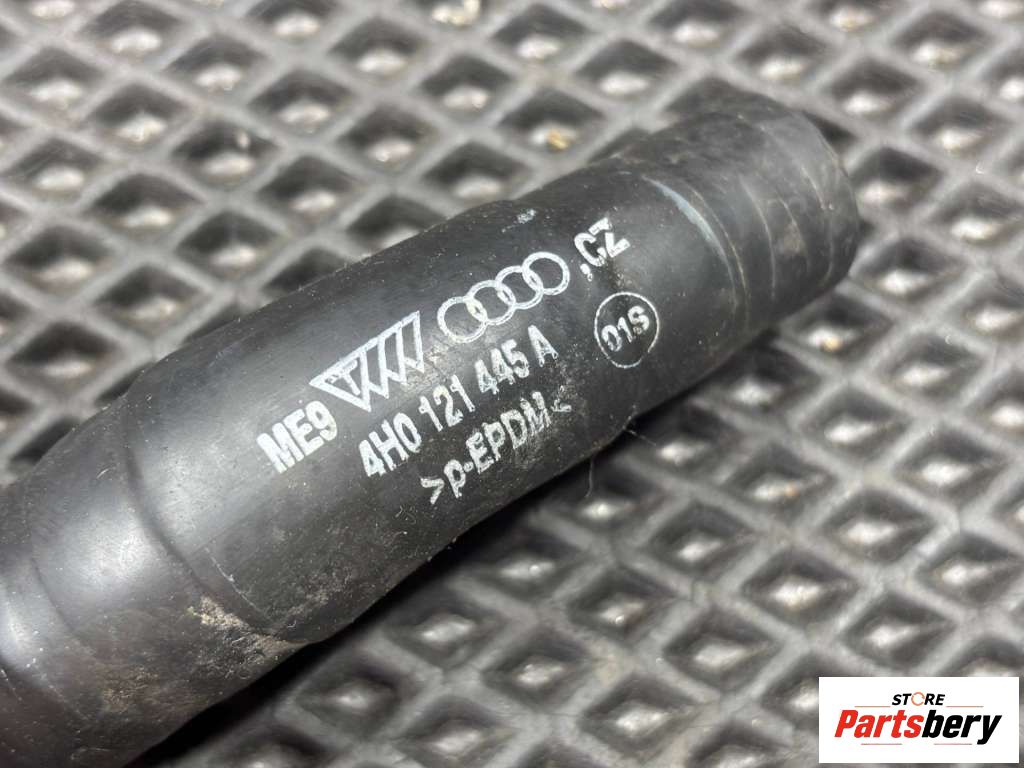 ME9 ,CZ
4H0 121 445 A 01S
>p-EPDM<
STORE
Partsbery